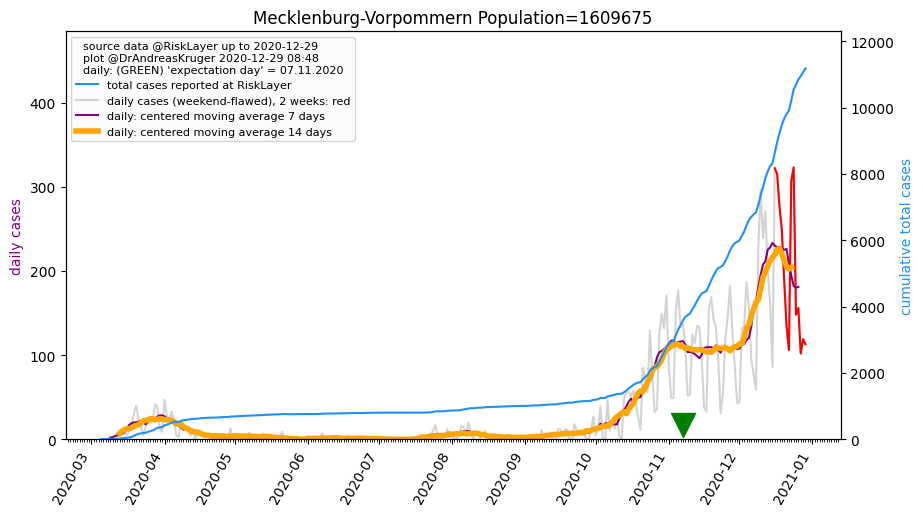 Mecklenburg-Vorpommern Population=1609675
source data @RiskLayer up to 2020-12-29
plot @DrAndreasKruger 2020-12-29 08:48
daily: (GREEN) 'expectation day' = 07.11.2020
total cases reported at RiskLayer
daily cases (weekend-flawed), 2 weeks: red
daily: centered moving average 7 days
daily: centered moving average 14 days
daily cases
400
300
200
100
0
cumulative total cases
12000
10000
8000
6000
4000
2000
0
2020-03
2020-04
2020-05
2020-06
2020-07
2020-08
2020-09
2020-10
2020-11
2020-12
2021-01